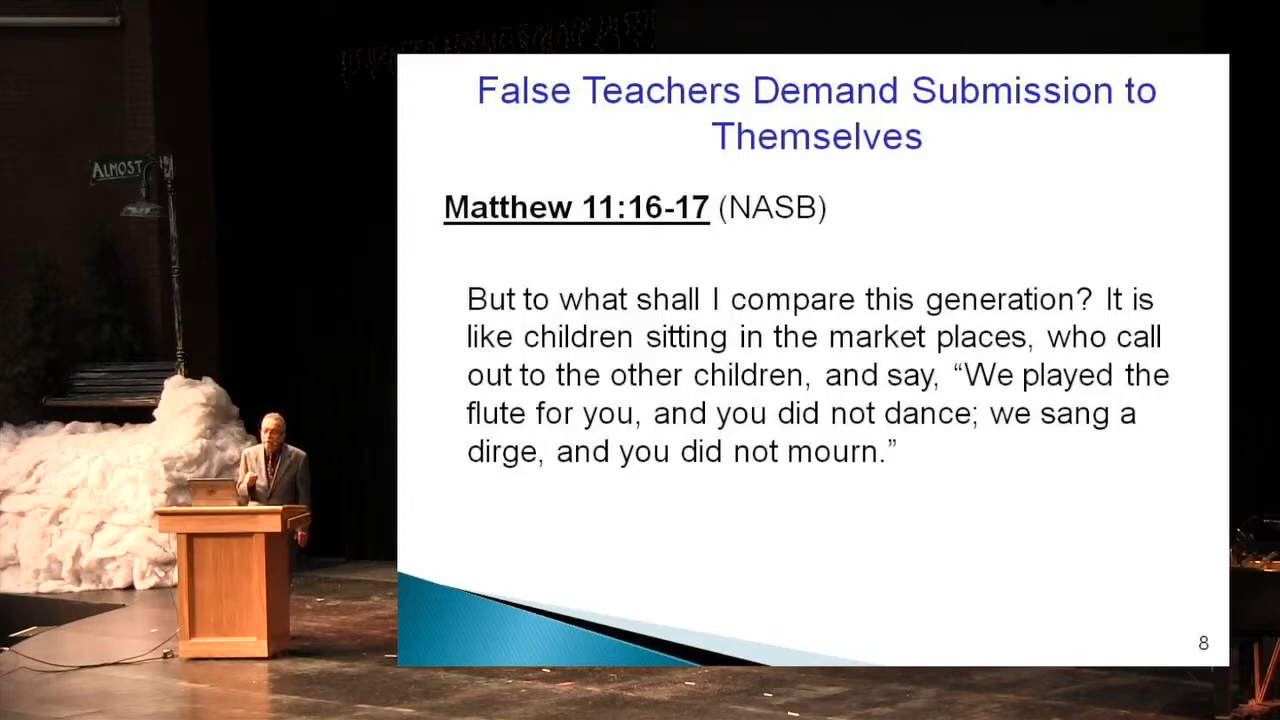 ALMOST
False Teachers Demand Submission to
Themselves
Matthew 11:16-17 (NASB)
But to what shall I compare this generation? It is
like children sitting in the market places, who call
out to the other children, and say, “We played the
flute for you, and you did not dance; we sang a
dirge, and you did not mourn.”
8